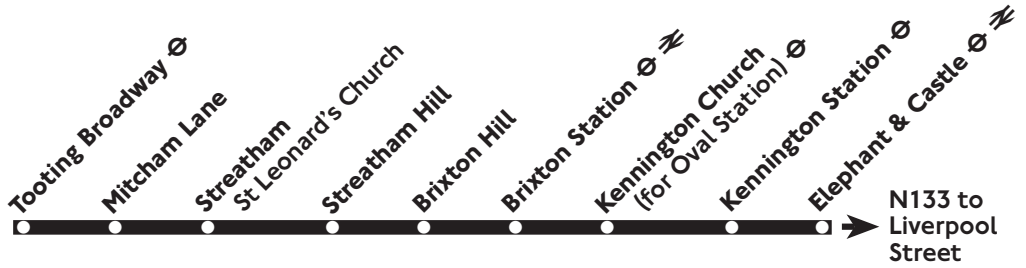 Tooting Broadway
Mitcham Lane
Streatham
St Leonard's Church
Streatham Hill
Brixton Hill
Brixton Station
Kennington Church
(for Oval Station)
Kennington Station
Elephant & Castle
N133 to
Liverpool
Street